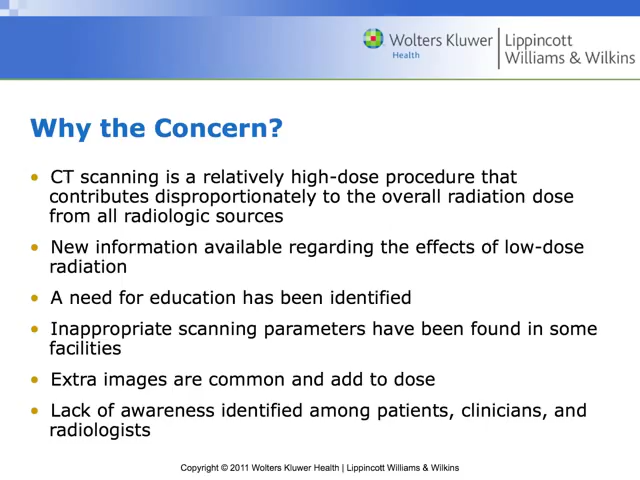 Wolters Kluwer
Health
Lippincott
Williams & Wilkins
Why the Concern?
• CT scanning is a relatively high-dose procedure that
contributes disproportionately to the overall radiation dose
from all radiologic sources
• New information available regarding the effects of low-dose
radiation
• A need for education has been identified
• Inappropriate scanning parameters have been found in some
facilities
• Extra images are common and add to dose
• Lack of awareness identified among patients, clinicians, and
radiologists
Copyright © 2011 Wolters Kluwer Health | Lippincott Williams & Wilkins